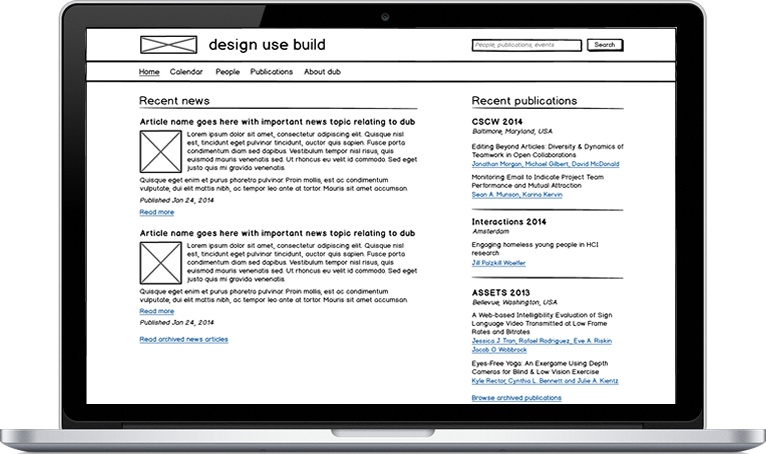 design use build
People, publications, events
Search
Home Calendar People Publications About dub
Recent news
Article name goes here with important news topic relating to dub
Lorem ipsum dolor sit amet, consectetur adipiscing elit. Quisque nisl
est, tincidunt eget pulvinar tincidunt, auctor quis sapien. Fusce
condimentum diam sed dapibus. Vestibulum tristique arcu varius,
euismod mauris venenatis sed. Ut rhoncus eu velit id commodo. Sed eget
justo quis mi gravida venenatis.
Quisque eget enim et purus pharetra pulvinar. Proin mollis, est ac condimentum
vulputate, dui elit mattis nibh, ac tempor leo ante at tortor. Mauris sit amet accumsan.
Published Jan 24, 2014
Read more
Article name goes here with important news topic relating to dub
Lorem ipsum dolor sit amet, consectetur adipiscing elit. Quisque nisl
est, tincidunt eget pulvinar tincidunt, auctor quis sapien. Fusce
condimentum diam sed dapibus. Vestibulum tristique arcu varius,
euismod mauris venenatis sed. Ut rhoncus eu velit id commodo. Sed eget
justo quis mi gravida venenatis.
Quisque eget enim et purus pharetra pulvinar. Proin mollis, est ac condimentum
vulputate, dui elit mattis nibh, ac tempor leo ante at tortor. Mauris sit amet accumsan.
Read more
Published Jan 24, 2014
Read archived news articles
Recent publications
CSCW 2014
Baltimore, Maryland, USA
Editing Beyond Articles: Diversity & Dynamics of
Teamwork in Open Collaborations
Jonathan Morgan, Michael Gilbert, David McDonald
Monitoring Email to Indicate Project Team
Performance and Mutual Attraction
Sean A. Munson, Karina Kervin
Interactions 2014
Amsterdam
Engaging homeless young people in HCI
research
Jill Palzkill Woelfer
ASSETS 2013
Bellevue, Washington, USA
A Web-based Intelligibility Evaluation of Sign
Language Video Transmitted at Low Frame
Rates and Bitrates
Jessica J. Tran, Rafael Rodriguez, Eve A. Riskin
Jacob O Wobbrock
Eyes-Free Yoga: An Exergame Using Depth
Cameras for Blind & Low Vision Exercise
Kyle Rector, Cynthia L. Bennett and Julie A. Kientz
Browse archived publications